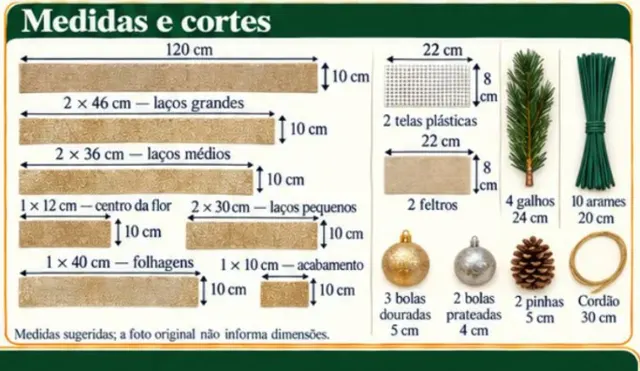 Medidas e cortes
120 cm
10 cm
2 × 46 cm — laços grandes
10 cm
2 × 36 cm — laços médios
10 cm
1 × 12 cm — centro da flor
10 cm
2 × 30 cm — laços pequenos
10 cm
1 × 40 cm — folhagens
10 cm
1 × 10 cm — acabamento
10 cm
Medidas sugeridas; a foto original não informa dimensões.
22 cm
8
cm
2 telas plásticas
22 cm
8
cm
2 feltros
4 galhos
24 cm
10 arames
20 cm
3 bolas
douradas
5 cm
2 bolas
prateadas
4 cm
2 pinhas
5 cm
Cordão
30 cm